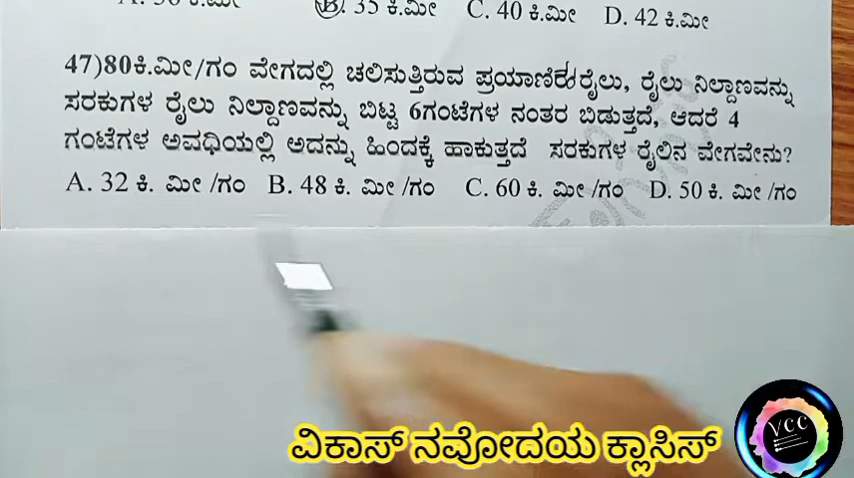 B. 35 ಕಿ.ಮೀ C. 40 ಕಿ.ಮೀ D. 42 ಕಿ.ಮೀ
47)80ಕಿ.ಮೀ/ಗಂ ವೇಗದಲ್ಲಿ ಚಲಿಸುತ್ತಿರುವ ಪ್ರಯಾಣಿಕರ ರೈಲು, ರೈಲು ನಿಲ್ದಾಣವನ್ನು
ಸರಕುಗಳ ರೈಲು ನಿಲ್ದಾಣವನ್ನು ಬಿಟ್ಟ 6ಗಂಟೆಗಳ ನಂತರ ಬಿಡುತ್ತದೆ, ಆದರೆ 4
ಗಂಟೆಗಳ ಅವಧಿಯಲ್ಲಿ ಅದನ್ನು ಹಿಂದಕ್ಕೆ ಹಾಕುತ್ತದೆ ಸರಕುಗಳ ರೈಲಿನ ವೇಗವೇನು?
A. 32 ಕಿ. ಮೀ /ಗಂ B. 48 ಕಿ. ಮೀ /ಗಂ C. 60 ಕಿ. ಮೀ /ಗಂ D. 50 ಕಿ. ಮೀ /ಗಂ
ವಿಕಾಸ್ ನವೋದಯ ಕ್ಲಾಸಿಸ್
VCC